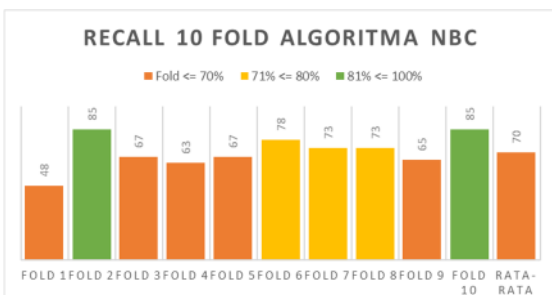 RECALL 10 FOLD ALGORITMA NBC
Fold <= 70% 71% <= 80% 81% <= 100%
48 85 67 63 67 78 73 73 65 85 70
FOLD 1 FOLD 2 FOLD 3 FOLD 4 FOLD 5 FOLD 6 FOLD 7 FOLD 8 FOLD 9 FOLD RATA-
10 RATA